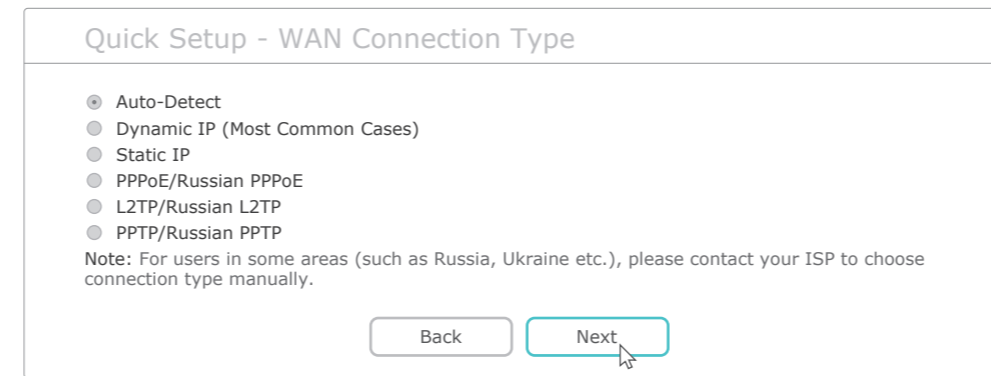 Quick Setup - WAN Connection Type
Auto-Detect
Dynamic IP (Most Common Cases)
Static IP
PPPoE/Russian PPPoE
L2TP/Russian L2TP
PPTP/Russian PPTP
Note: For users in some areas (such as Russia, Ukraine etc.), please contact your ISP to choose
connection type manually.
Back
Next